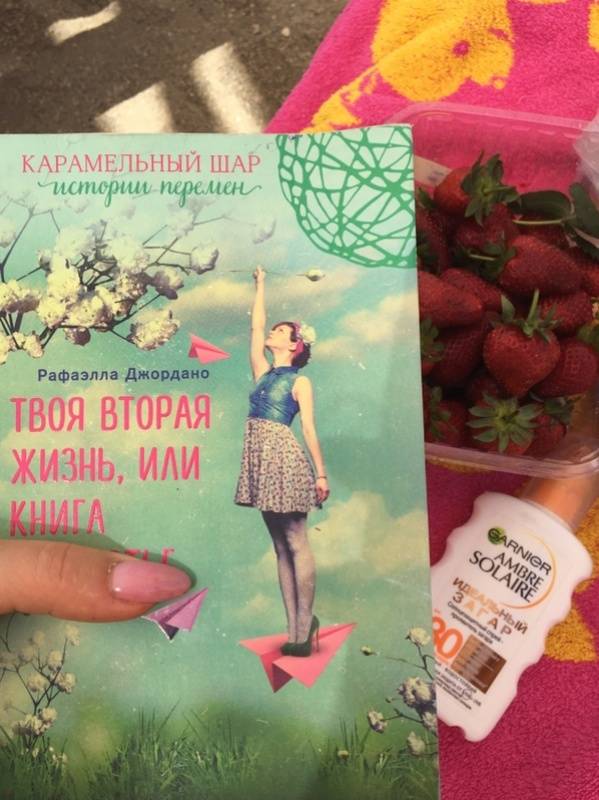 КАРАМЕЛЬНЫЙ ШАР
истории перемен
Рафаэлла Джордано
ТВОЯ ВТОРАЯ
ЖИЗНЬ, ИЛИ
КНИГА
GARNIER
AMBRE
SOLAIRE
ИДЕАЛЬНЫЙ
ЗАГАР
30